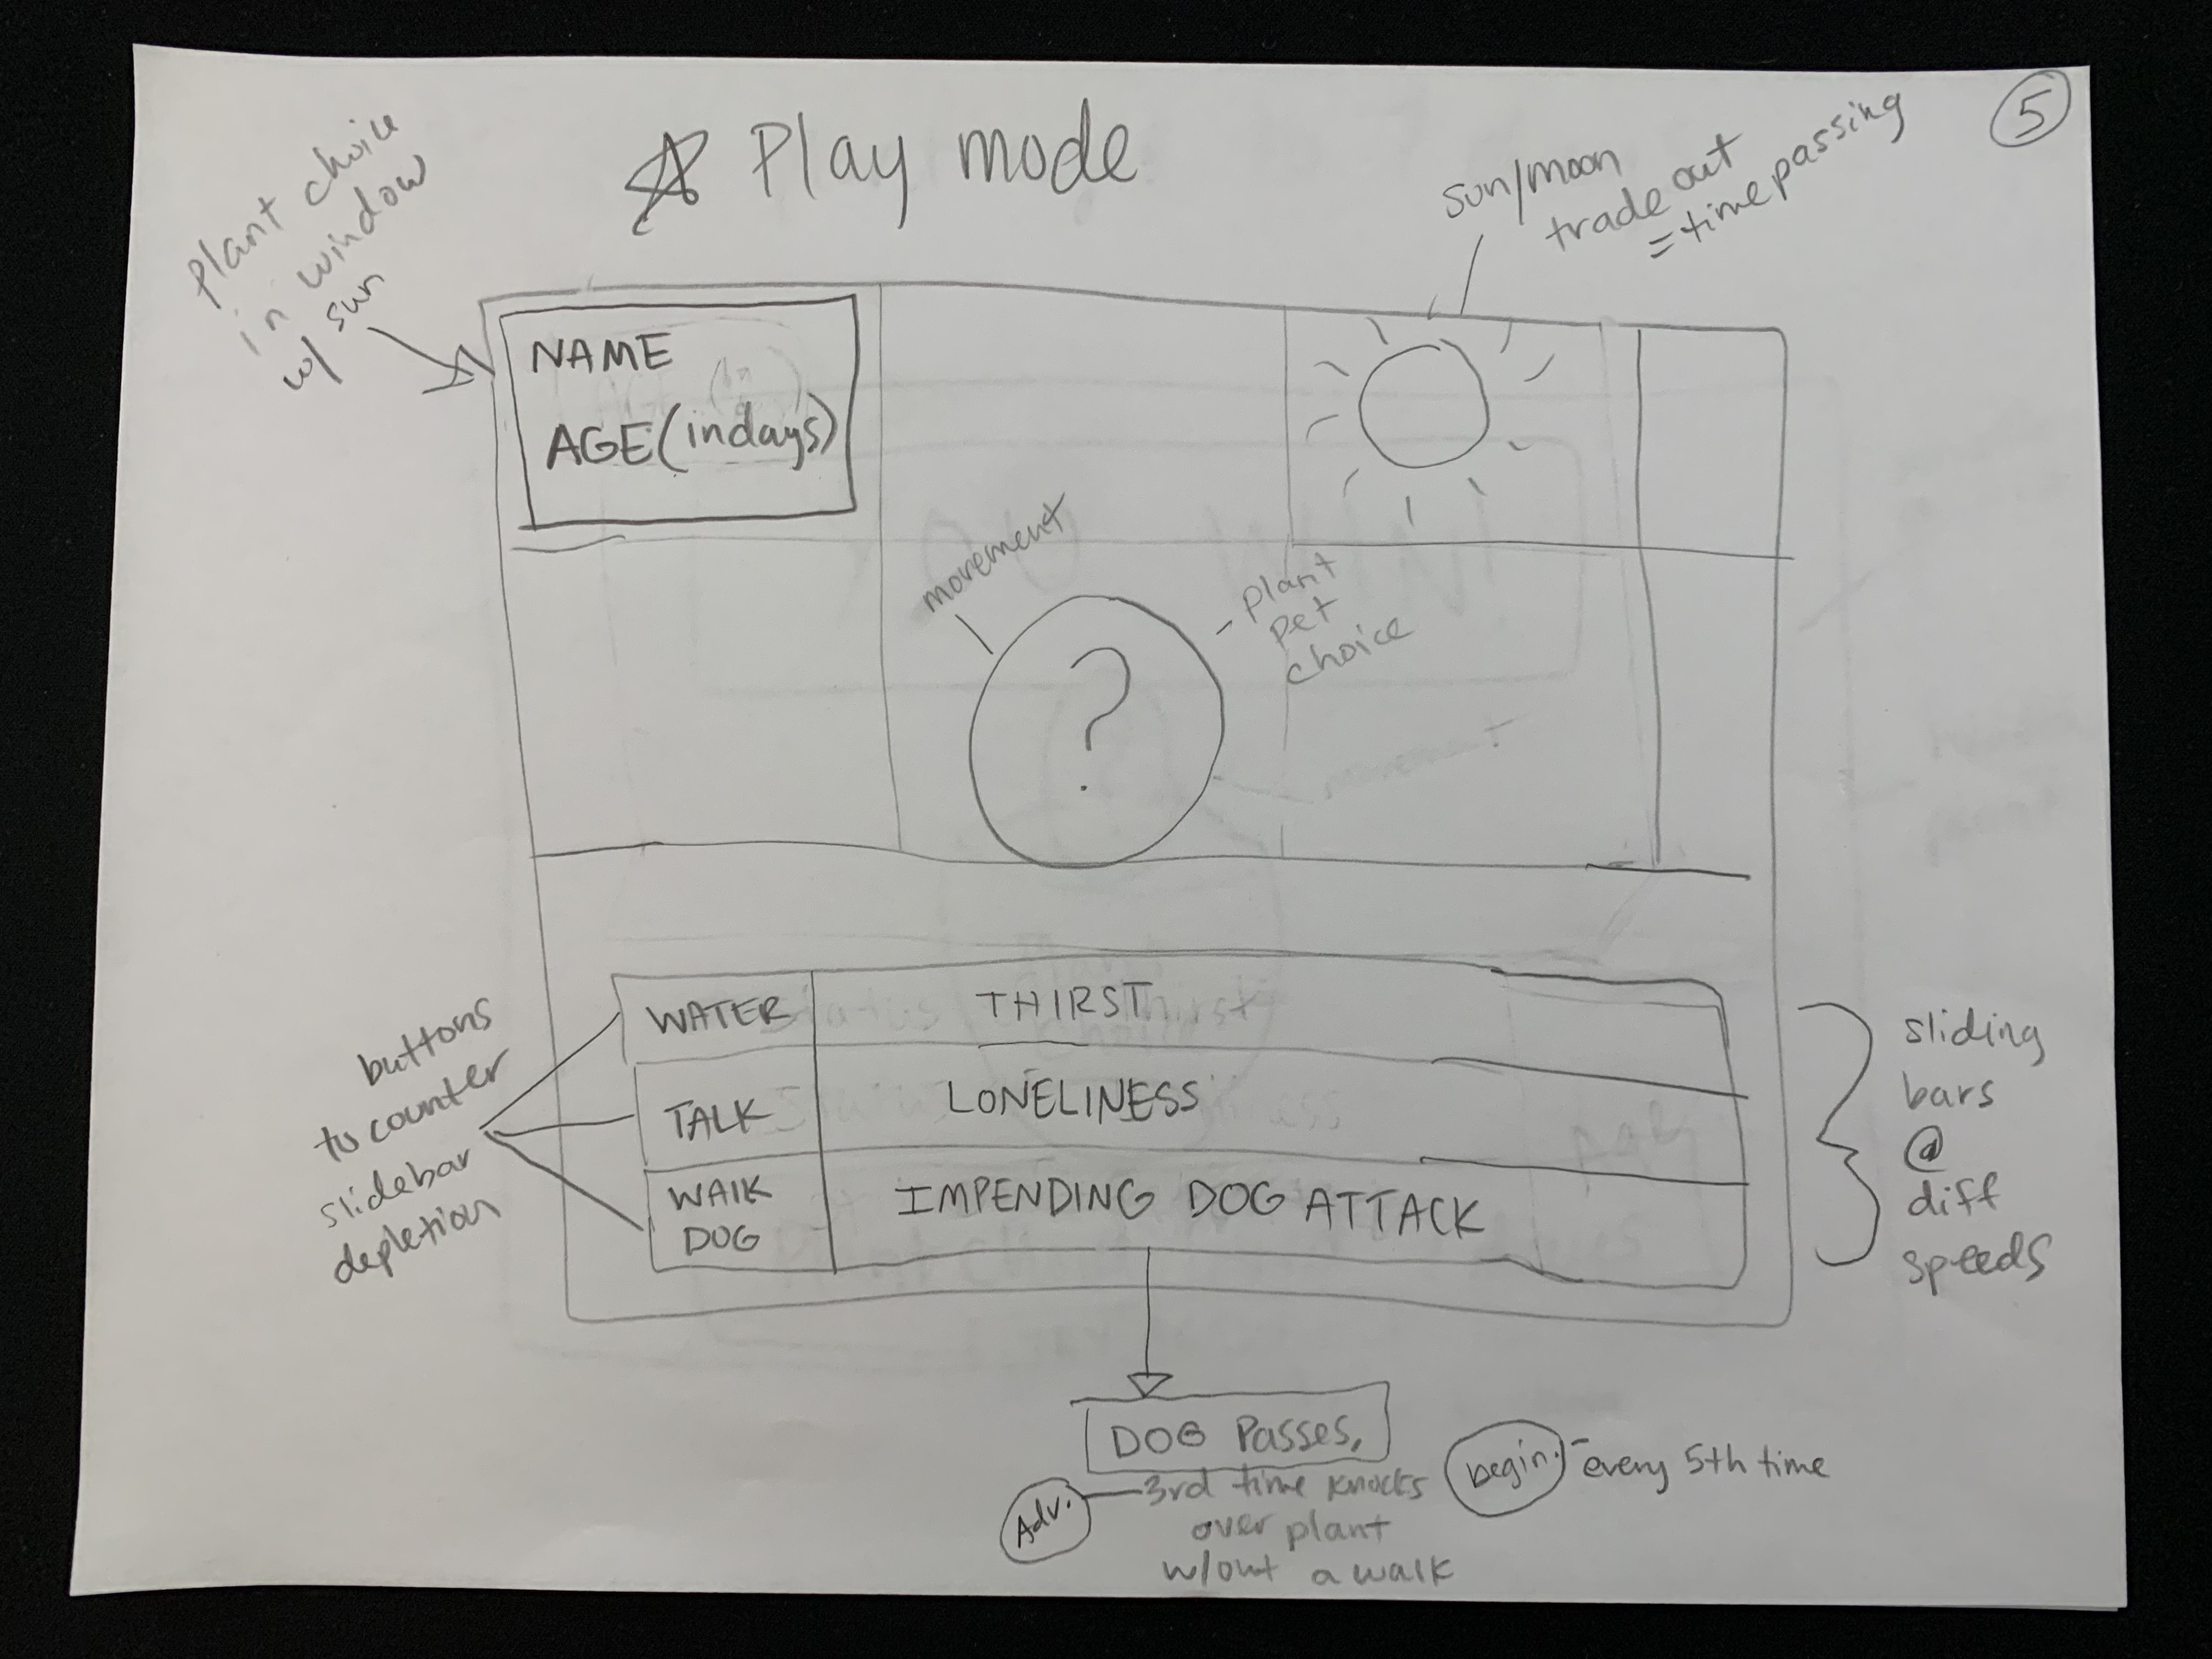 5
Play mode
plant choice
in window
w/ sun
sun/moon
trade out
= time passing
NAME
AGE (in days)
movement
?
- plant
pet
choice
WATER
THIRST
TALK
LONELINESS
WALK
DOG
IMPENDING DOG ATTACK
buttons
to counter
slidebar
depletion
sliding
bars
@
diff
speeds
DOG Passes,
Adv.
3rd time knocks
over plant
w/out a walk
begin. - every 5th time